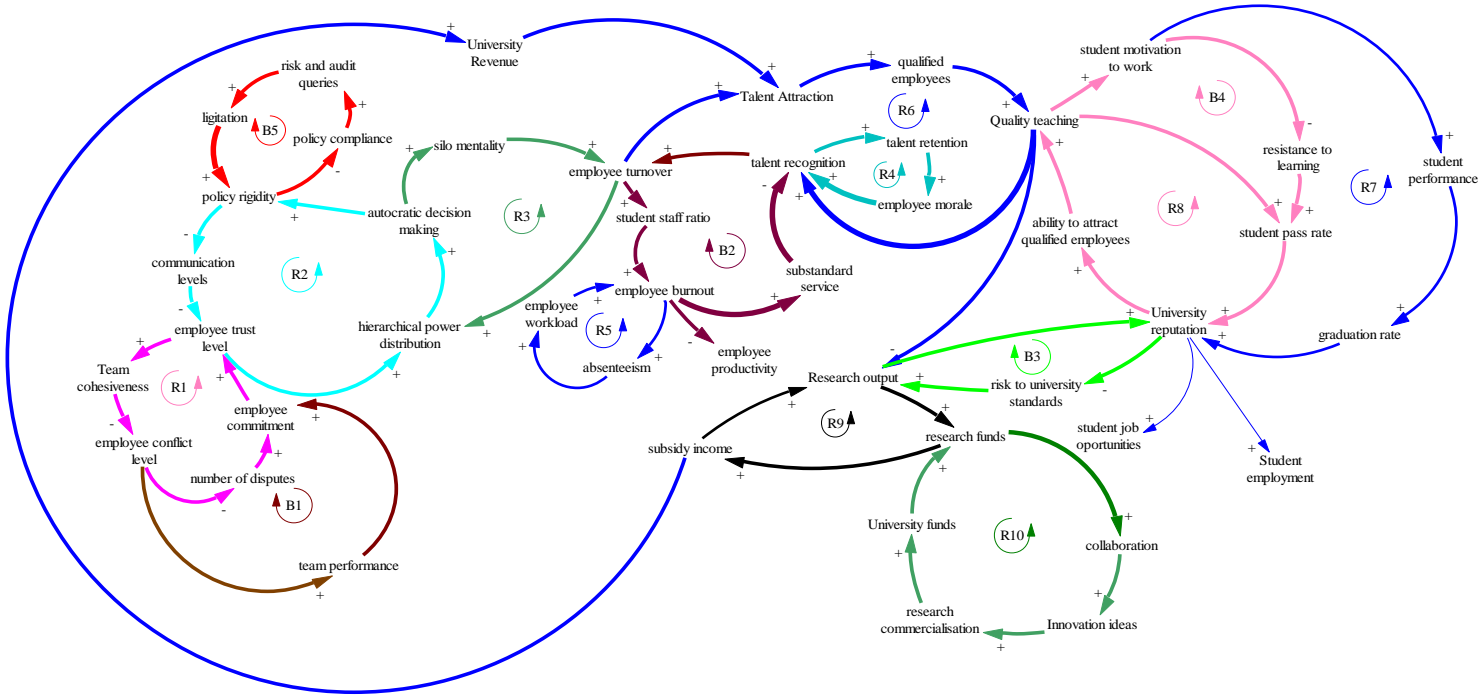 University
Revenue
risk and audit
queries
ligitation
B5
policy compliance
policy rigidity
silo mentality
employee turnover
Talent Attraction
qualified
employees
R6
talent recognition
talent retention
R4
employee morale
Quality teaching
student motivation
to work
B4
resistance to
learning
R7
student
performance
R8
ability to attract
qualified employees
student pass rate
autocratic decision
making
R3
student staff ratio
B2
communication
levels
R2
substandard
service
employee burnout
employee
workload
R5
absenteeism
employee
productivity
employee trust
level
hierarchical power
distribution
University
reputation
graduation rate
Team
cohesiveness
R1
employee
commitment
employee conflict
level
number of disputes
B1
team performance
B3
Research output
risk to university
standards
R9
student job
oportunities
Student
employment
subsidy income
research funds
University funds
R10
collaboration
research
commercialisation
Innovation ideas